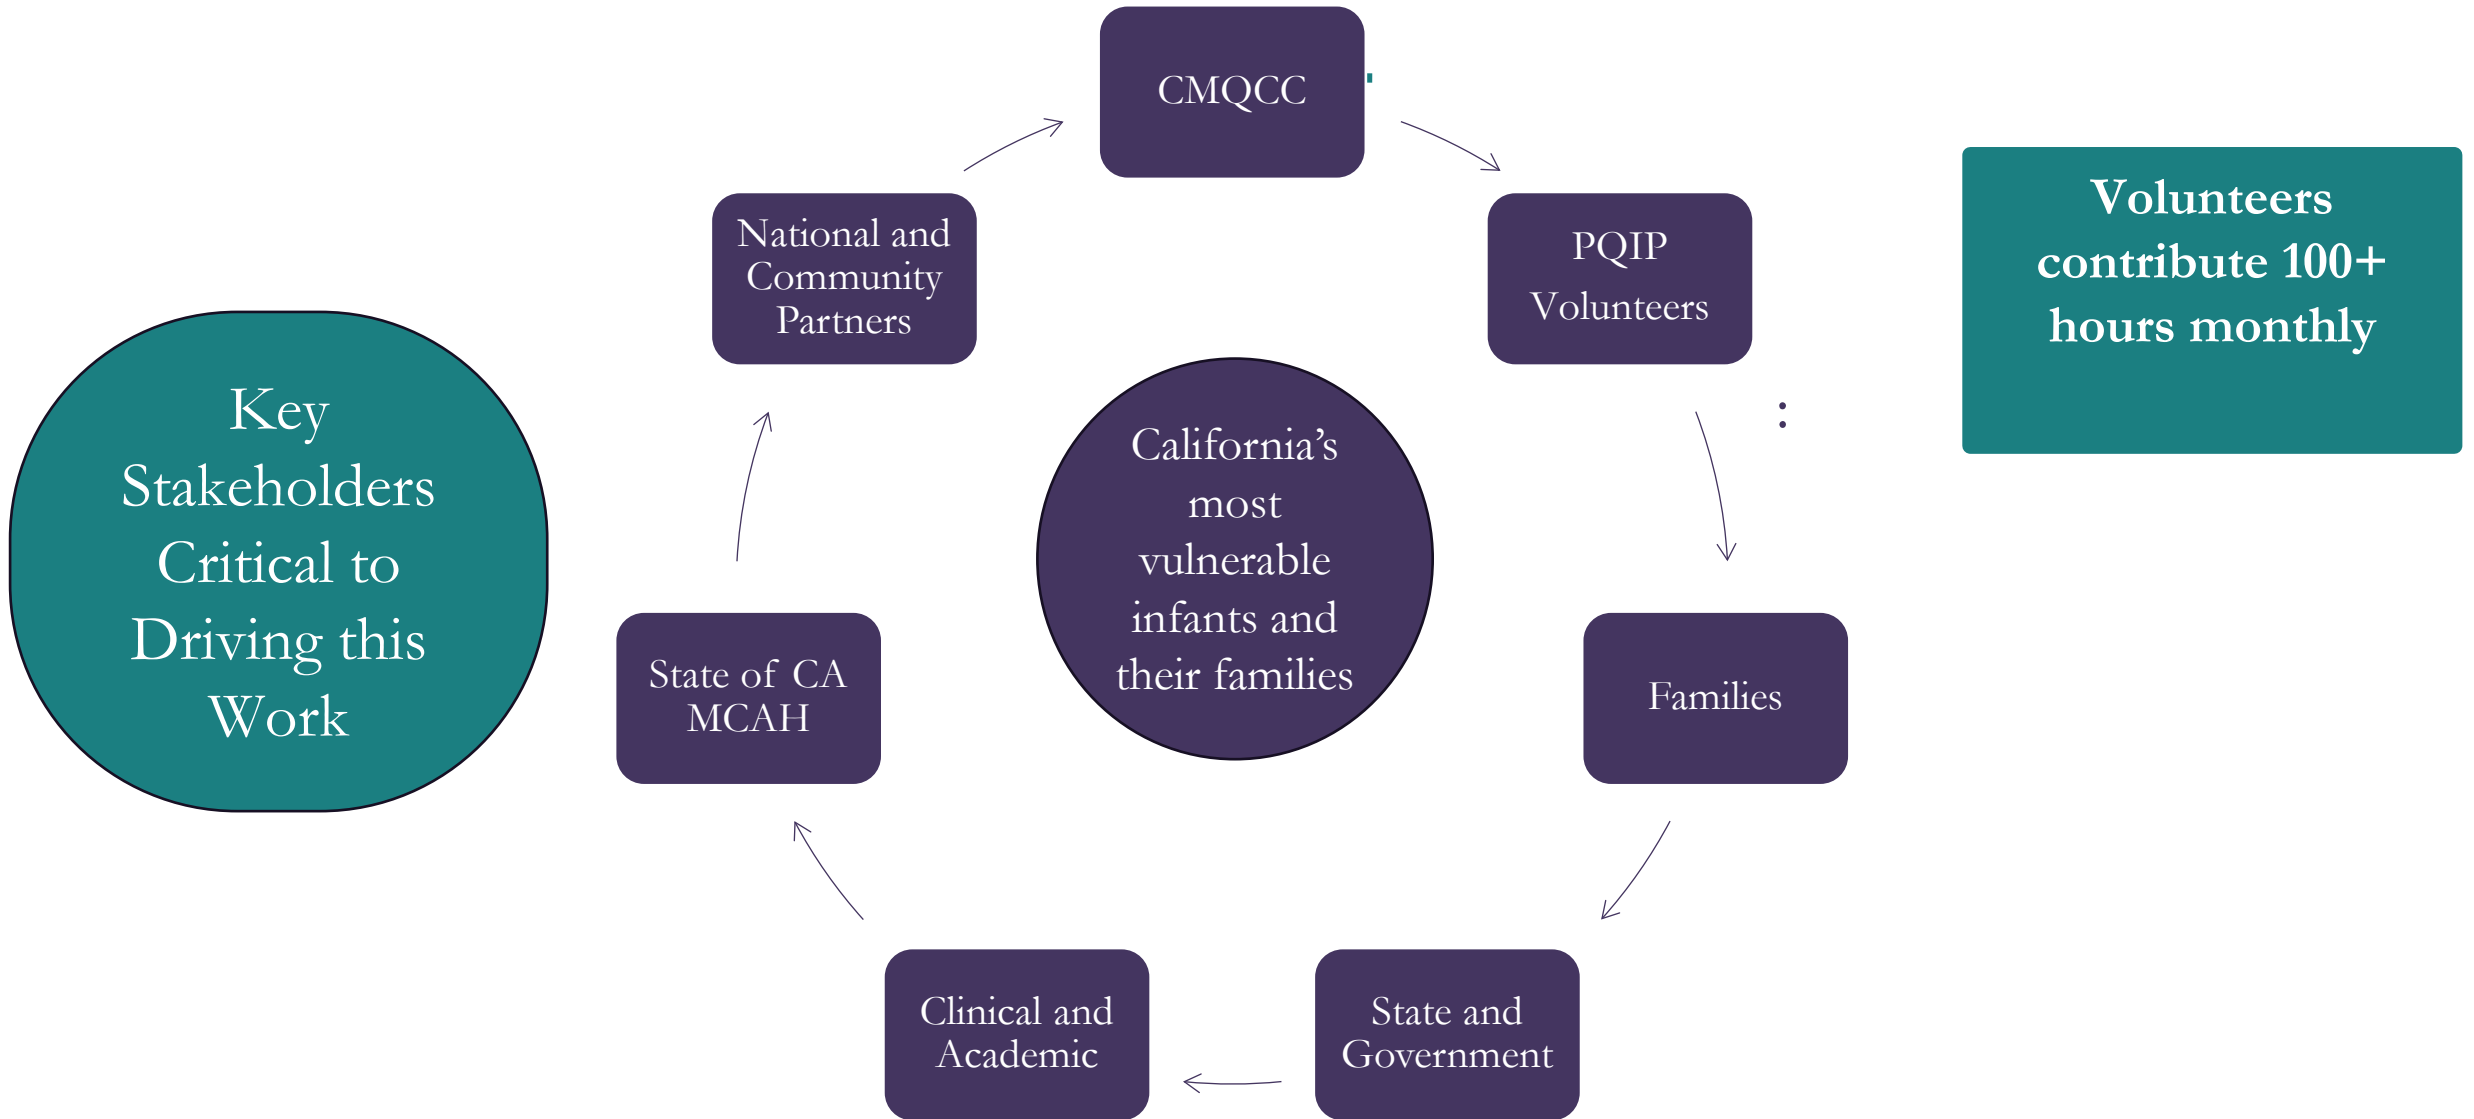 Key
Stakeholders
Critical to
Driving this
Work
CMQCC
PQIP
Volunteers
Families
State and
Government
Clinical and
Academic
State of CA
MCAH
National and
Community
Partners
California’s
most
vulnerable
infants and
their families
:
Volunteers
contribute 100+
hours monthly